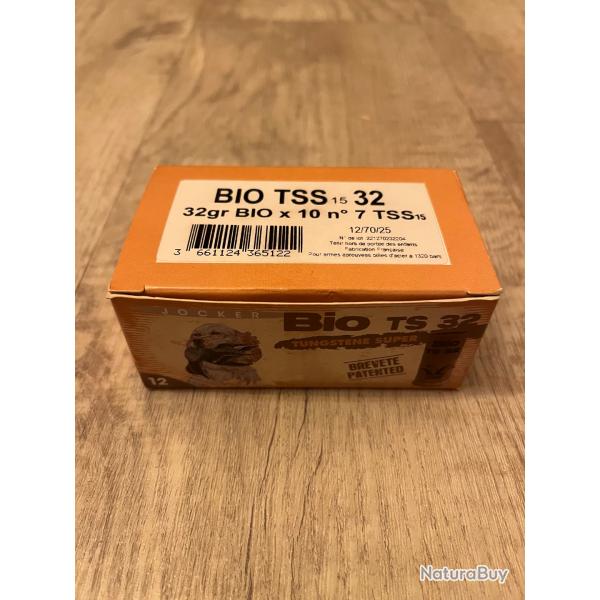 BIO TSS15 32
32gr BIO x 10 n° 7 TSS15
12/70/25
N° de lot
Tenir hors de portée des enfants
Fabrication Française
Pour armes éprouvées billes d'acier à 1320 bars
3 661124 365122
JOCKER
BiO TS 32
TUNGSTENE SUPER
BREVETE
PATENTED
12
NaturaBuy